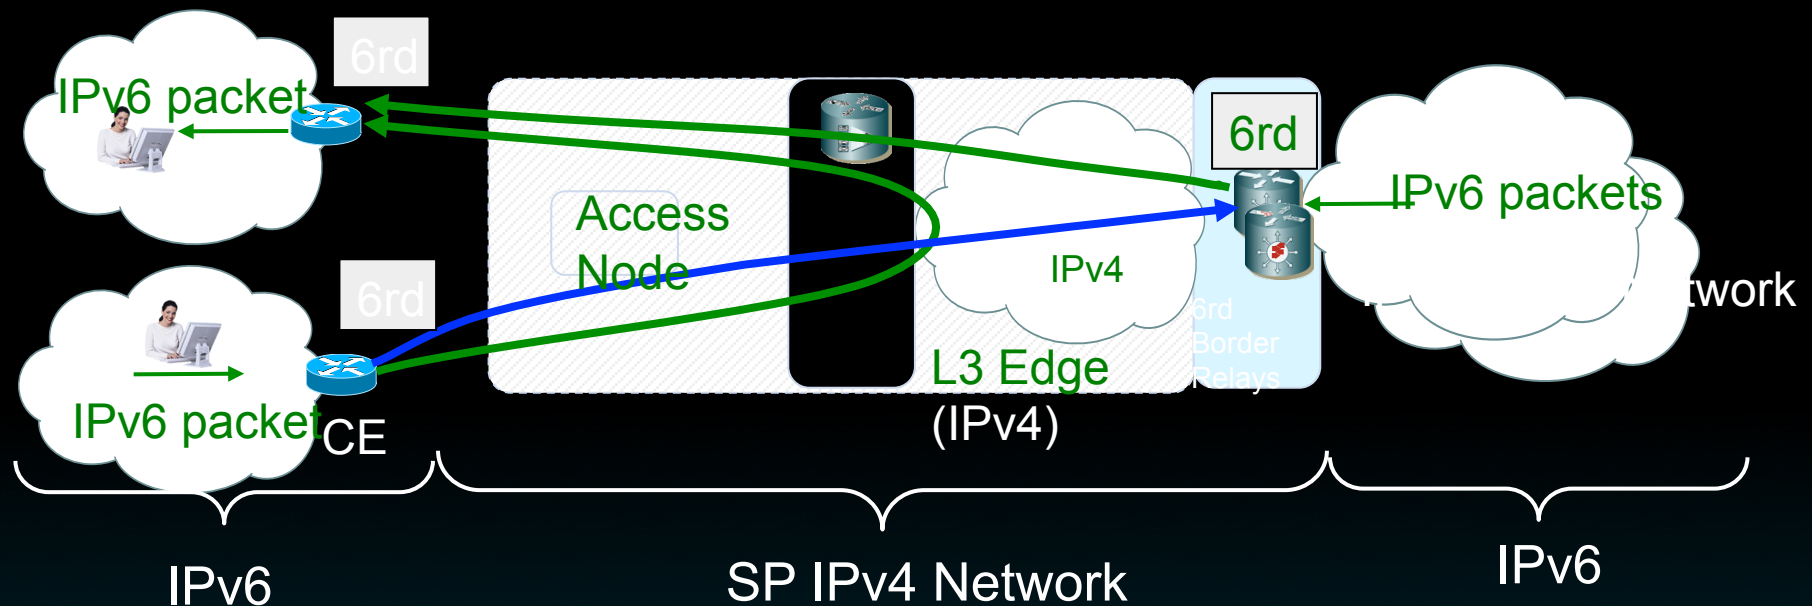 6rd
IPv6 packet
6rd
IPv6 packets
Access
Node
IPv4
6rd
6rd
Border
Relays
L3 Edge
(IPv4)
IPv6 packet
CE
IPv6
SP IPv4 Network
IPv6